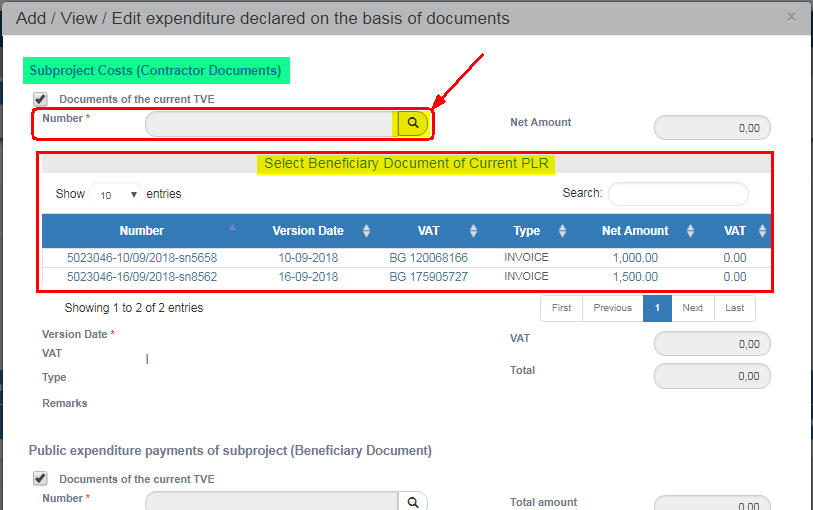 Add / View / Edit expenditure declared on the basis of documents ×
Subproject Costs (Contractor Documents)
Documents of the current TVE
Number *
Net Amount 0,00
Select Beneficiary Document of Current PLR
Show 10 entries Search:
Number Version Date VAT Type Net Amount VAT
5023046-10/09/2018-sn5658 10-09-2018 BG 120068166 INVOICE 1,000.00 0.00
5023046-16/09/2018-sn8562 16-09-2018 BG 175905727 INVOICE 1,500.00 0.00
Showing 1 to 2 of 2 entries First Previous 1 Next Last
Version Date *
VAT 0,00
VAT
Total 0,00
Type
Remarks
Public expenditure payments of subproject (Beneficiary Document)
Documents of the current TVE
Number *
Total amount 0,00